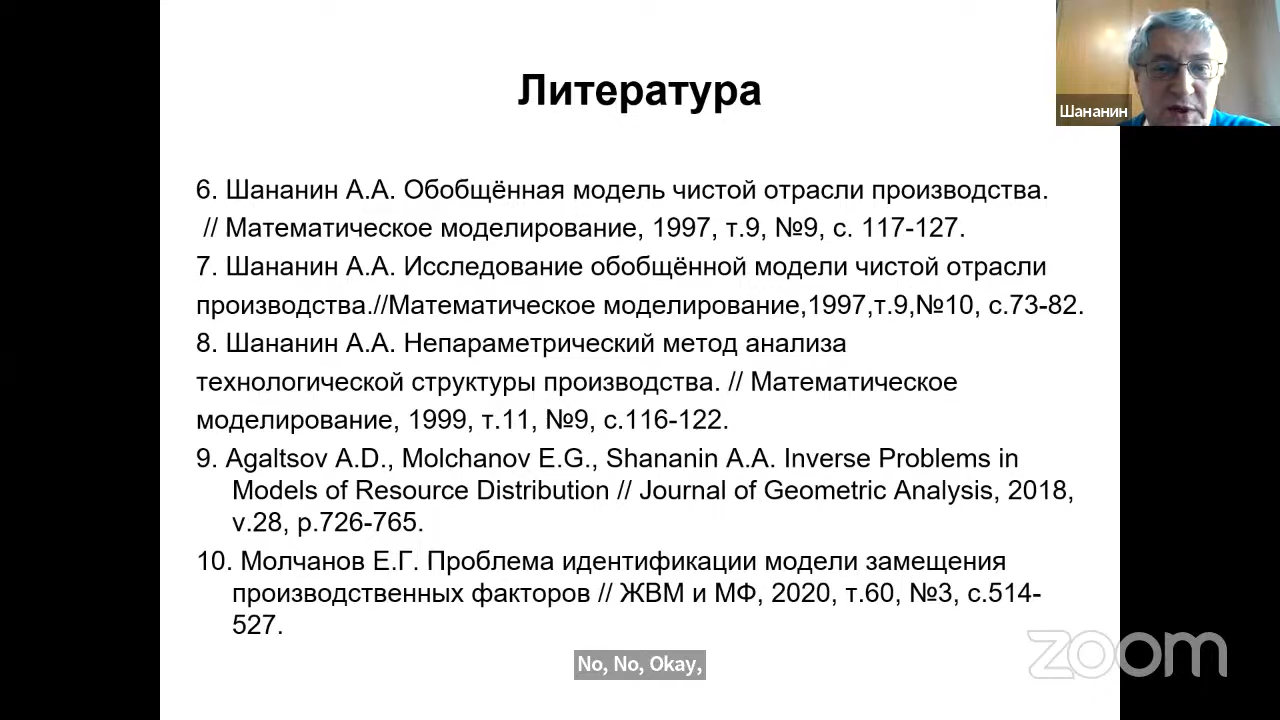 Литература
Шананин
6. Шананин А.А. Обобщённая модель чистой отрасли производства.
// Математическое моделирование, 1997, т.9, №9, с. 117-127.
7. Шананин А.А. Исследование обобщённой модели чистой отрасли
производства.//Математическое моделирование,1997,т.9,№10, с.73-82.
8. Шананин А.А. Непараметрический метод анализа
технологической структуры производства. // Математическое
моделирование, 1999, т.11, №9, с.116-122.
9. Agaltsov A.D., Molchanov E.G., Shananin A.A. Inverse Problems in
Models of Resource Distribution // Journal of Geometric Analysis, 2018,
v.28, p.726-765.
10. Молчанов Е.Г. Проблема идентификации модели замещения
производственных факторов // ЖВМ и МФ, 2020, т.60, №3, с.514-
527.
zoom
No, No, Okay,